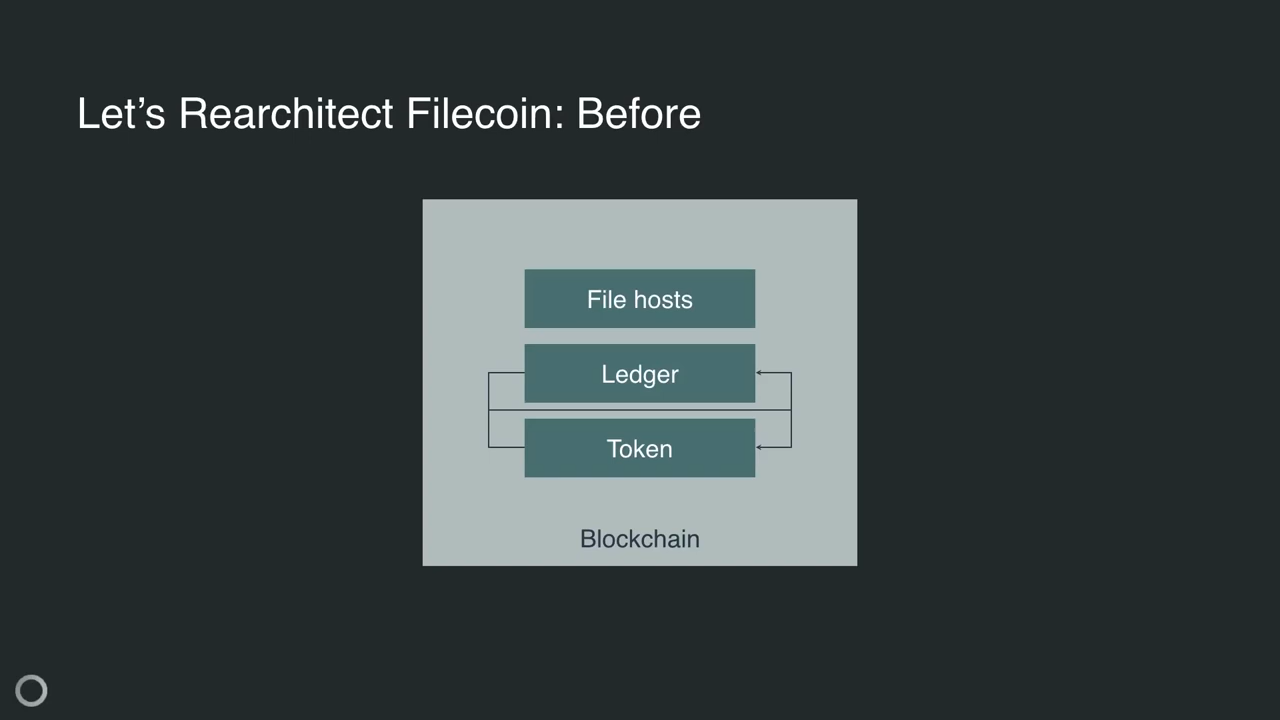 Let’s Rearchitect Filecoin: Before
File hosts
Ledger
Token
Blockchain